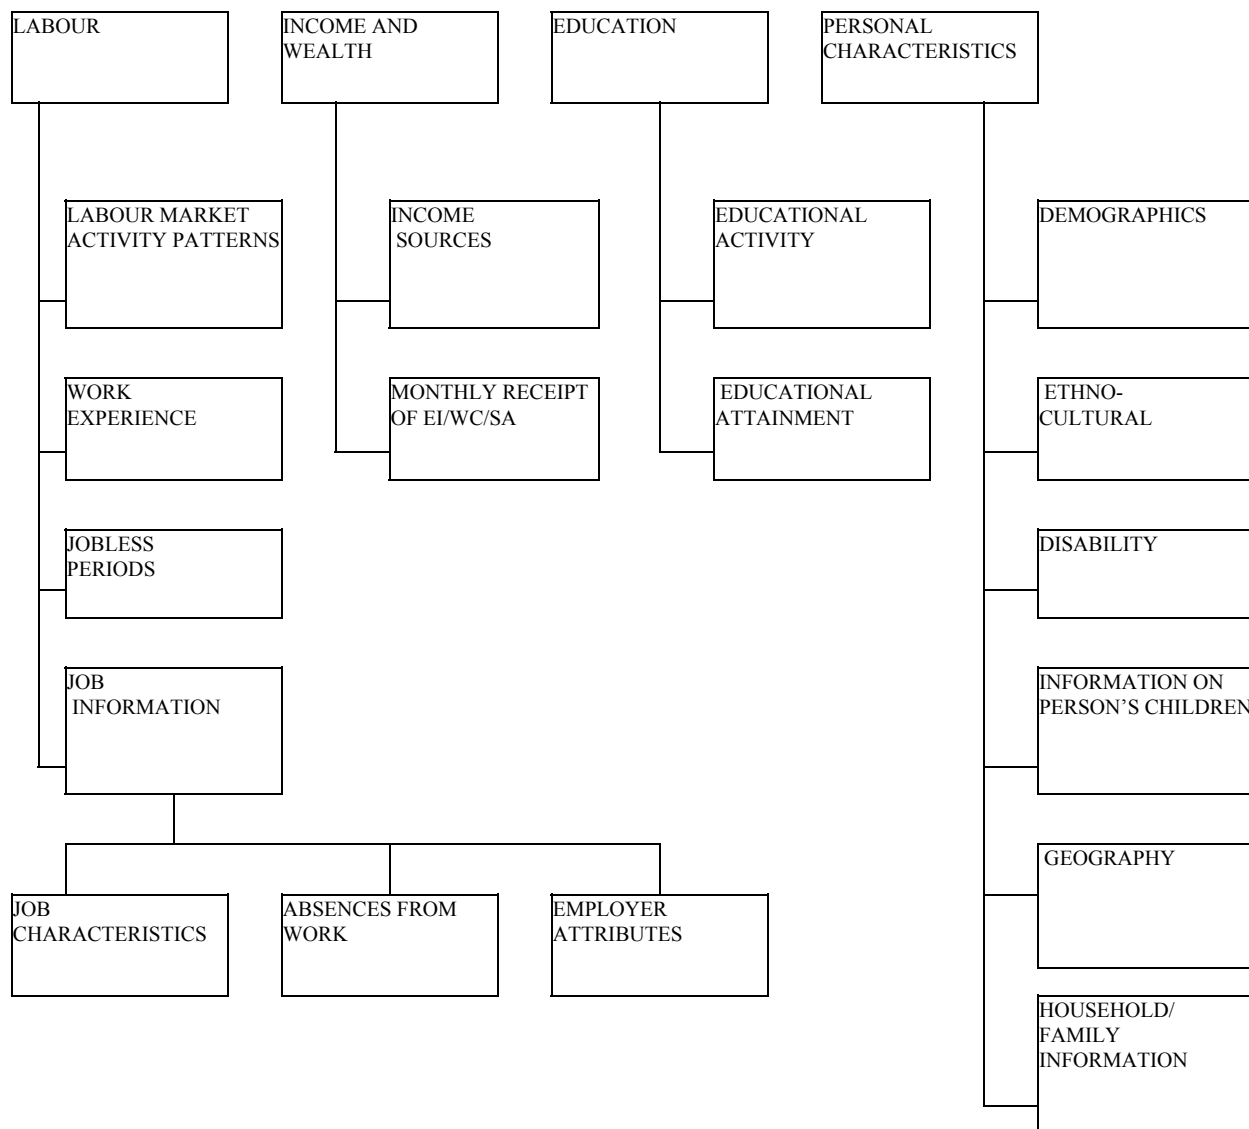 LABOUR
INCOME AND
WEALTH
EDUCATION
PERSONAL
CHARACTERISTICS
LABOUR MARKET
ACTIVITY PATTERNS
INCOME
SOURCES
EDUCATIONAL
ACTIVITY
DEMOGRAPHICS
WORK
EXPERIENCE
MONTHLY RECEIPT
OF EI/WC/SA
EDUCATIONAL
ATTAINMENT
ETHNO-
CULTURAL
JOBLESS
PERIODS
DISABILITY
JOB
INFORMATION
INFORMATION ON
PERSON'S CHILDREN
GEOGRAPHY
JOB
CHARACTERISTICS
ABSENCES FROM
WORK
EMPLOYER
ATTRIBUTES
HOUSEHOLD/
FAMILY
INFORMATION